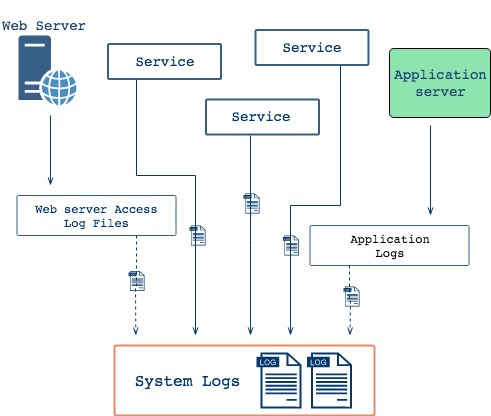 Web Server
Service
Service
Service
Application
server
Web server Access
Log Files
Application
Logs
System Logs
LOG
LOG